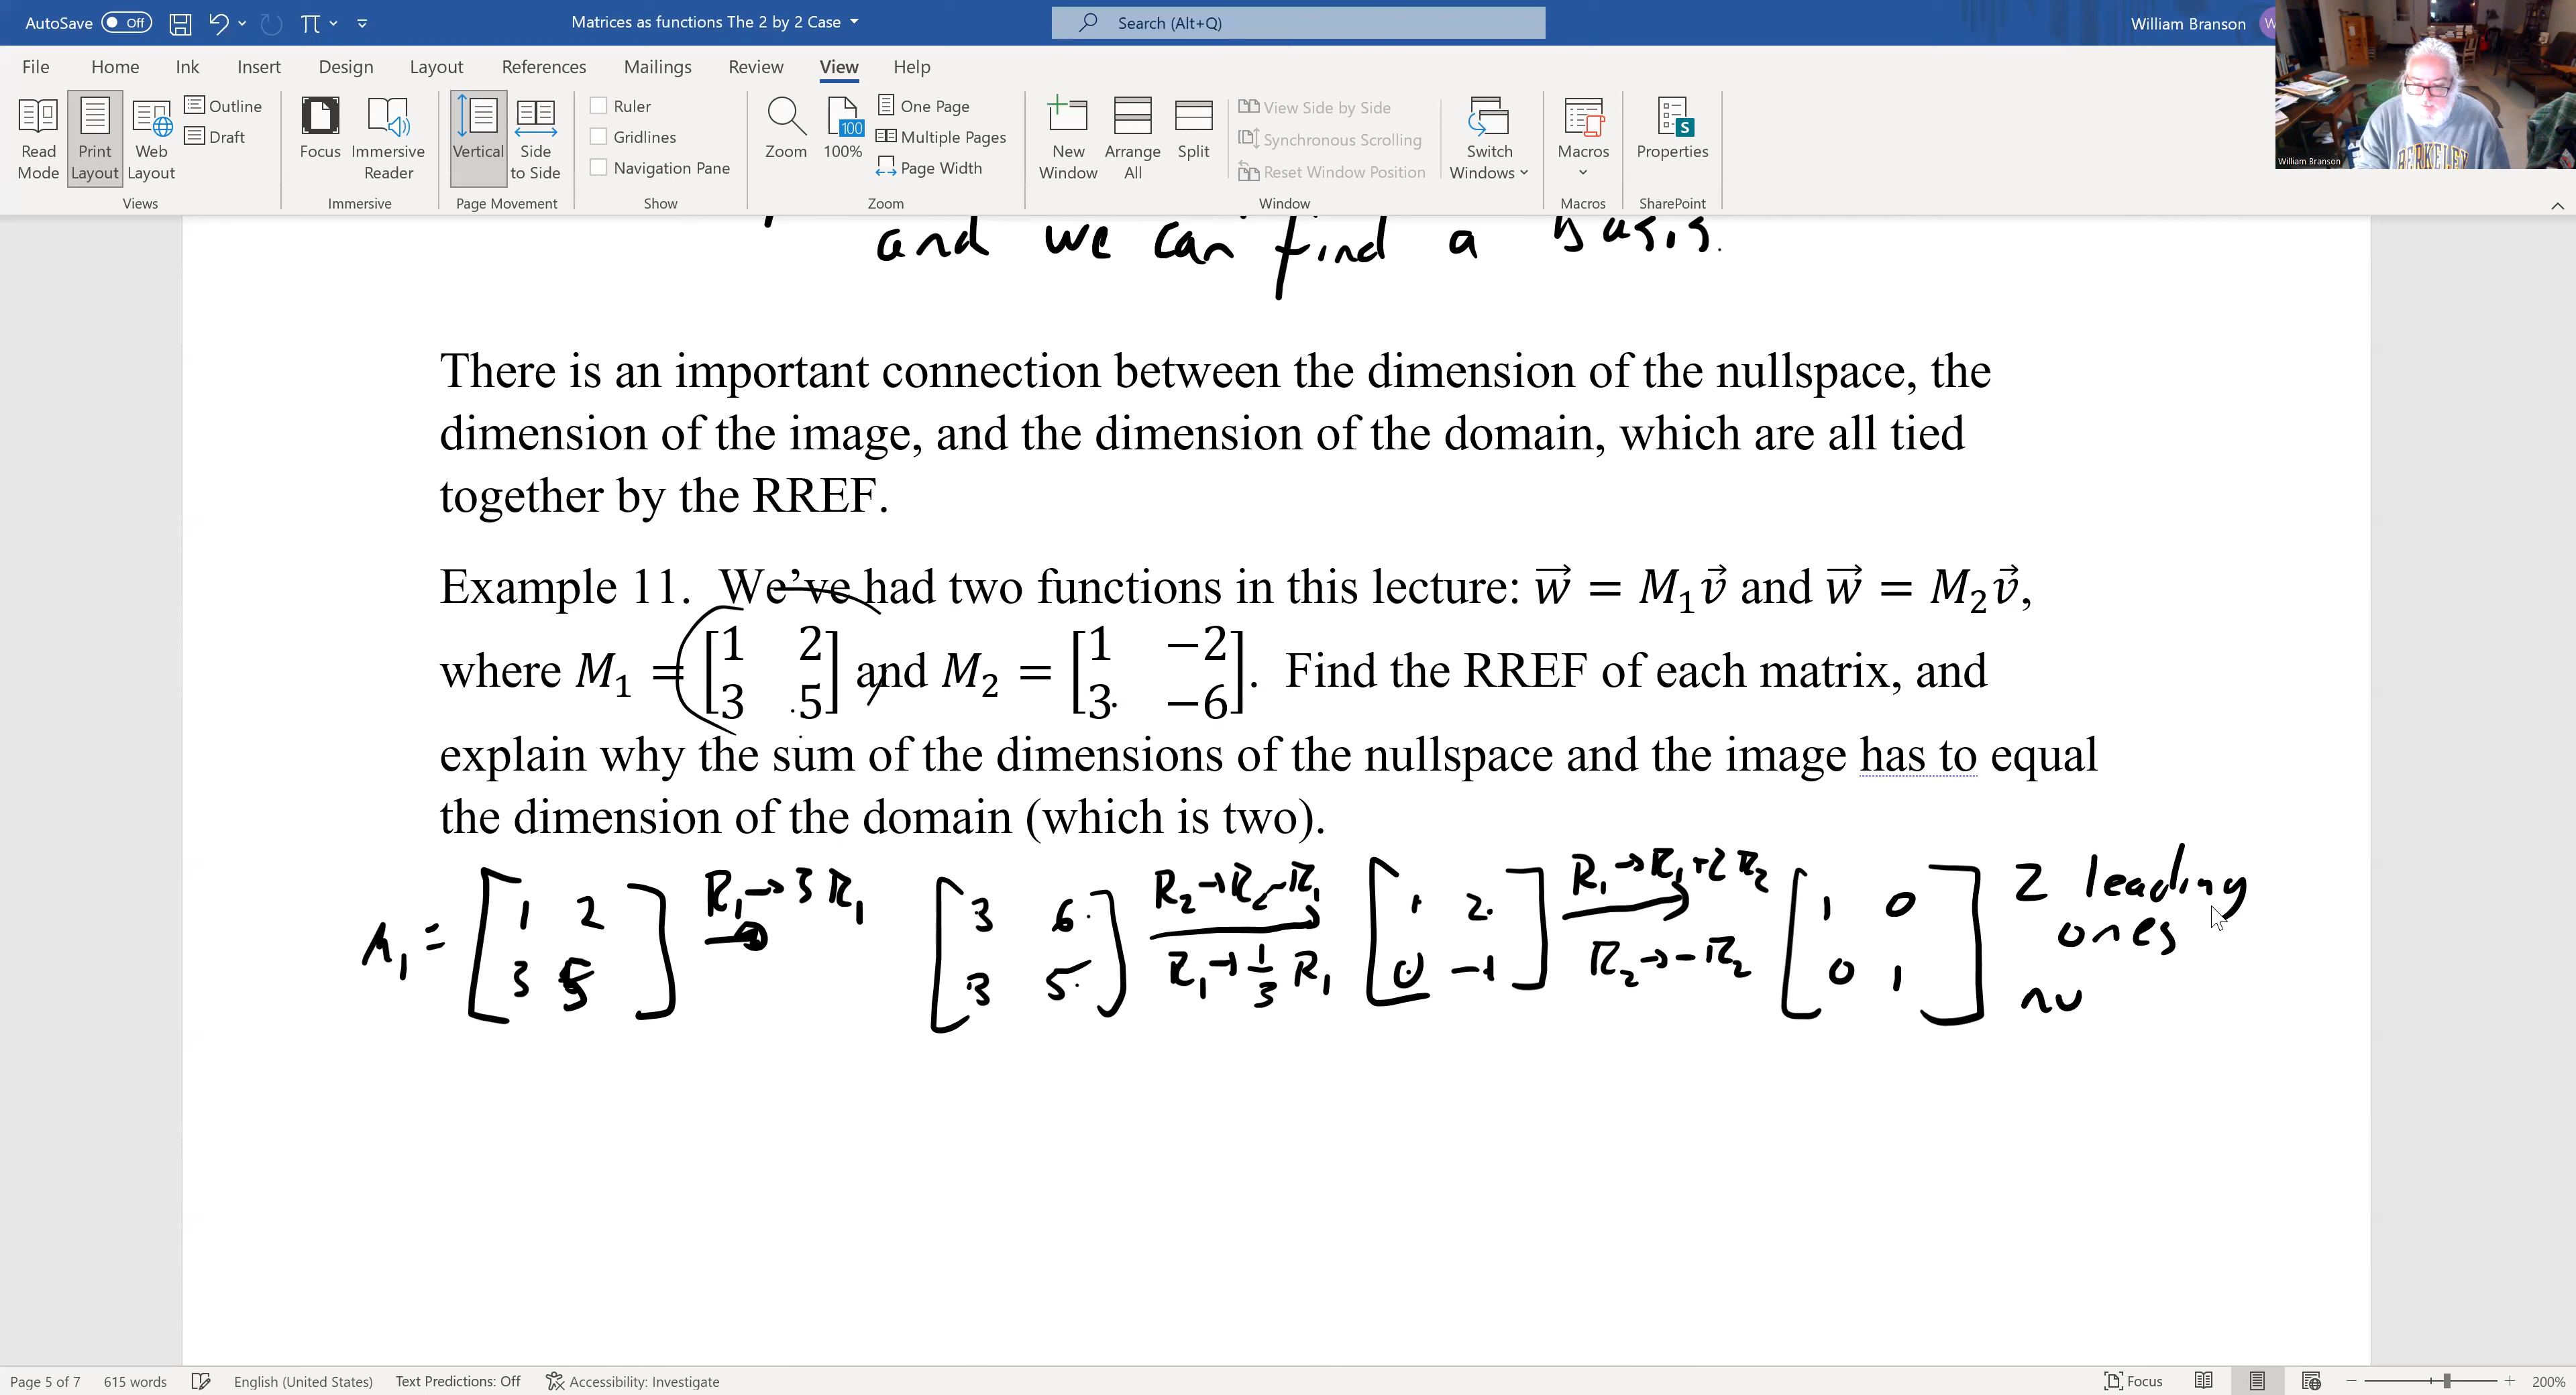 AutoSave Off Matrices as functions The 2 by 2 Case Search (Alt+Q) William Branson
File Home Ink Insert Design Layout References Mailings Review View Help
Read Mode
Print Layout
Web Layout
Outline
Draft
Views
Focus
Immersive Reader
Immersive
Vertical
Side to Side
Page Movement
Ruler
Gridlines
Navigation Pane
Show
Zoom
100%
One Page
Multiple Pages
Page Width
Zoom
New Window
Arrange All
Split
View Side by Side
Synchronous Scrolling
Reset Window Position
Switch Windows
Window
Macros
Macros
Properties
SharePoint
William Branson
BERKELEY
and we can find a basis.
There is an important connection between the dimension of the nullspace, the
dimension of the image, and the dimension of the domain, which are all tied
together by the RREF.
Example 11. We've had two functions in this lecture: w⃗ = M₁v⃗ and w⃗ = M₂v⃗,
where M₁ = [1 2; 3 5] and M₂ = [1 −2; 3 −6]. Find the RREF of each matrix, and
explain why the sum of the dimensions of the nullspace and the image has to equal
the dimension of the domain (which is two).
M₁ = [1 2; 3 5] R₁→3R₁ [3 6; 3 5] R₂→R₂−R₁ R₁→1/3 R₁ [1 2; 0 −1] R₁→R₁+2R₂ R₂→−R₂ [1 0; 0 1] 2 leading
ones
nu
Page 5 of 7 615 words English (United States) Text Predictions: Off Accessibility: Investigate Focus 200%